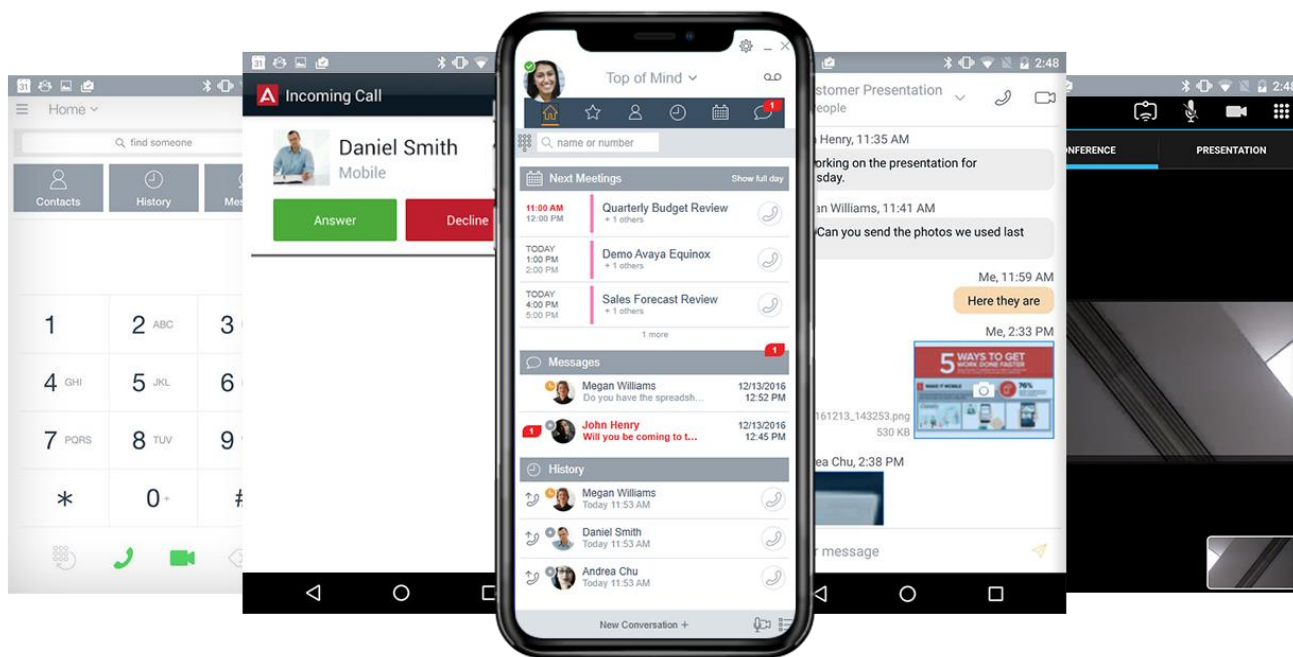 31
Home
find someone
Contacts
History
1
2 ABC
3
4 GHI
5 JKL
6
7 PQRS
8 TUV
9
*
0 +
#
31
Incoming Call
Daniel Smith
Mobile
Answer
Decline
Top of Mind
1
name or number
Next Meetings
Show full day
11:00 AM
12:00 PM
Quarterly Budget Review
+ 1 others
TODAY
1:00 PM
2:00 PM
Demo Avaya Equinox
+ 1 others
TODAY
4:00 PM
5:00 PM
Sales Forecast Review
+ 1 others
1 more
1
Messages
Megan Williams
Do you have the spreadsh...
12/13/2016
12:52 PM
1
John Henry
Will you be coming to t...
12/13/2016
12:45 PM
History
Megan Williams
Today 11:53 AM
Daniel Smith
Today 11:53 AM
Andrea Chu
Today 11:53 AM
New Conversation +
2:48
stomer Presentation
eople
Henry, 11:35 AM
orking on the presentation for
sday.
an Williams, 11:41 AM
Can you send the photos we used last
Me, 11:59 AM
Here they are
Me, 2:33 PM
5 WAYS TO GET
WORK DONE FASTER
1 MAKE IT MOBILE
76%
161213_143253.png
530 KB
ea Chu, 2:38 PM
r message
2:48
NFERENCE
PRESENTATION